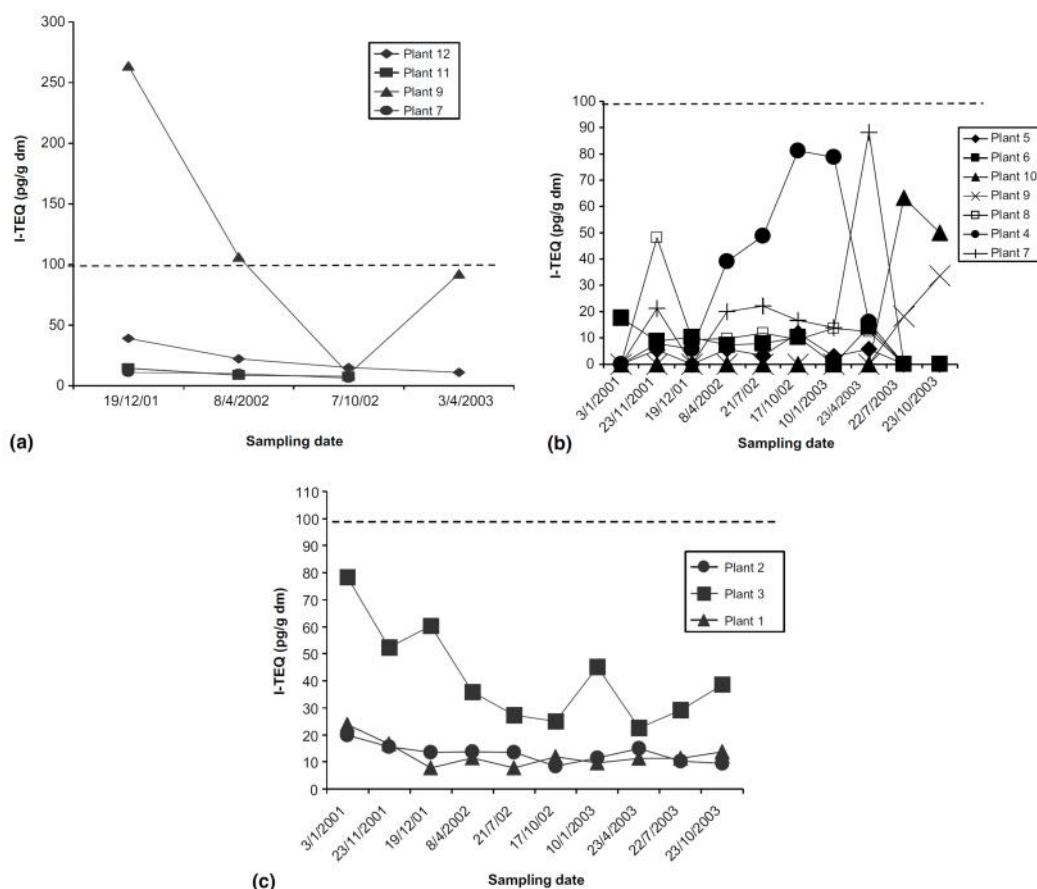 300
250
200
150
100
50
0
I-TEQ (pg/g dm)
Plant 12
Plant 11
Plant 9
Plant 7
19/12/01
8/4/2002
7/10/02
3/4/2003
Sampling date
(a)
100
90
80
70
60
50
40
30
20
10
0
I-TEQ (pg/g dm)
Plant 5
Plant 6
Plant 10
Plant 9
Plant 8
Plant 4
Plant 7
3/1/2001
23/11/2001
19/12/01
8/4/2002
21/7/02
17/10/02
10/1/2003
23/4/2003
22/7/2003
23/10/2003
Sampling date
(b)
110
100
90
80
70
60
50
40
30
20
10
0
I-TEQ (pg/g dm)
Plant 2
Plant 3
Plant 1
3/1/2001
23/11/2001
19/12/01
8/4/2002
21/7/02
17/10/02
10/1/2003
23/4/2003
22/7/2003
23/10/2003
Sampling date
(c)